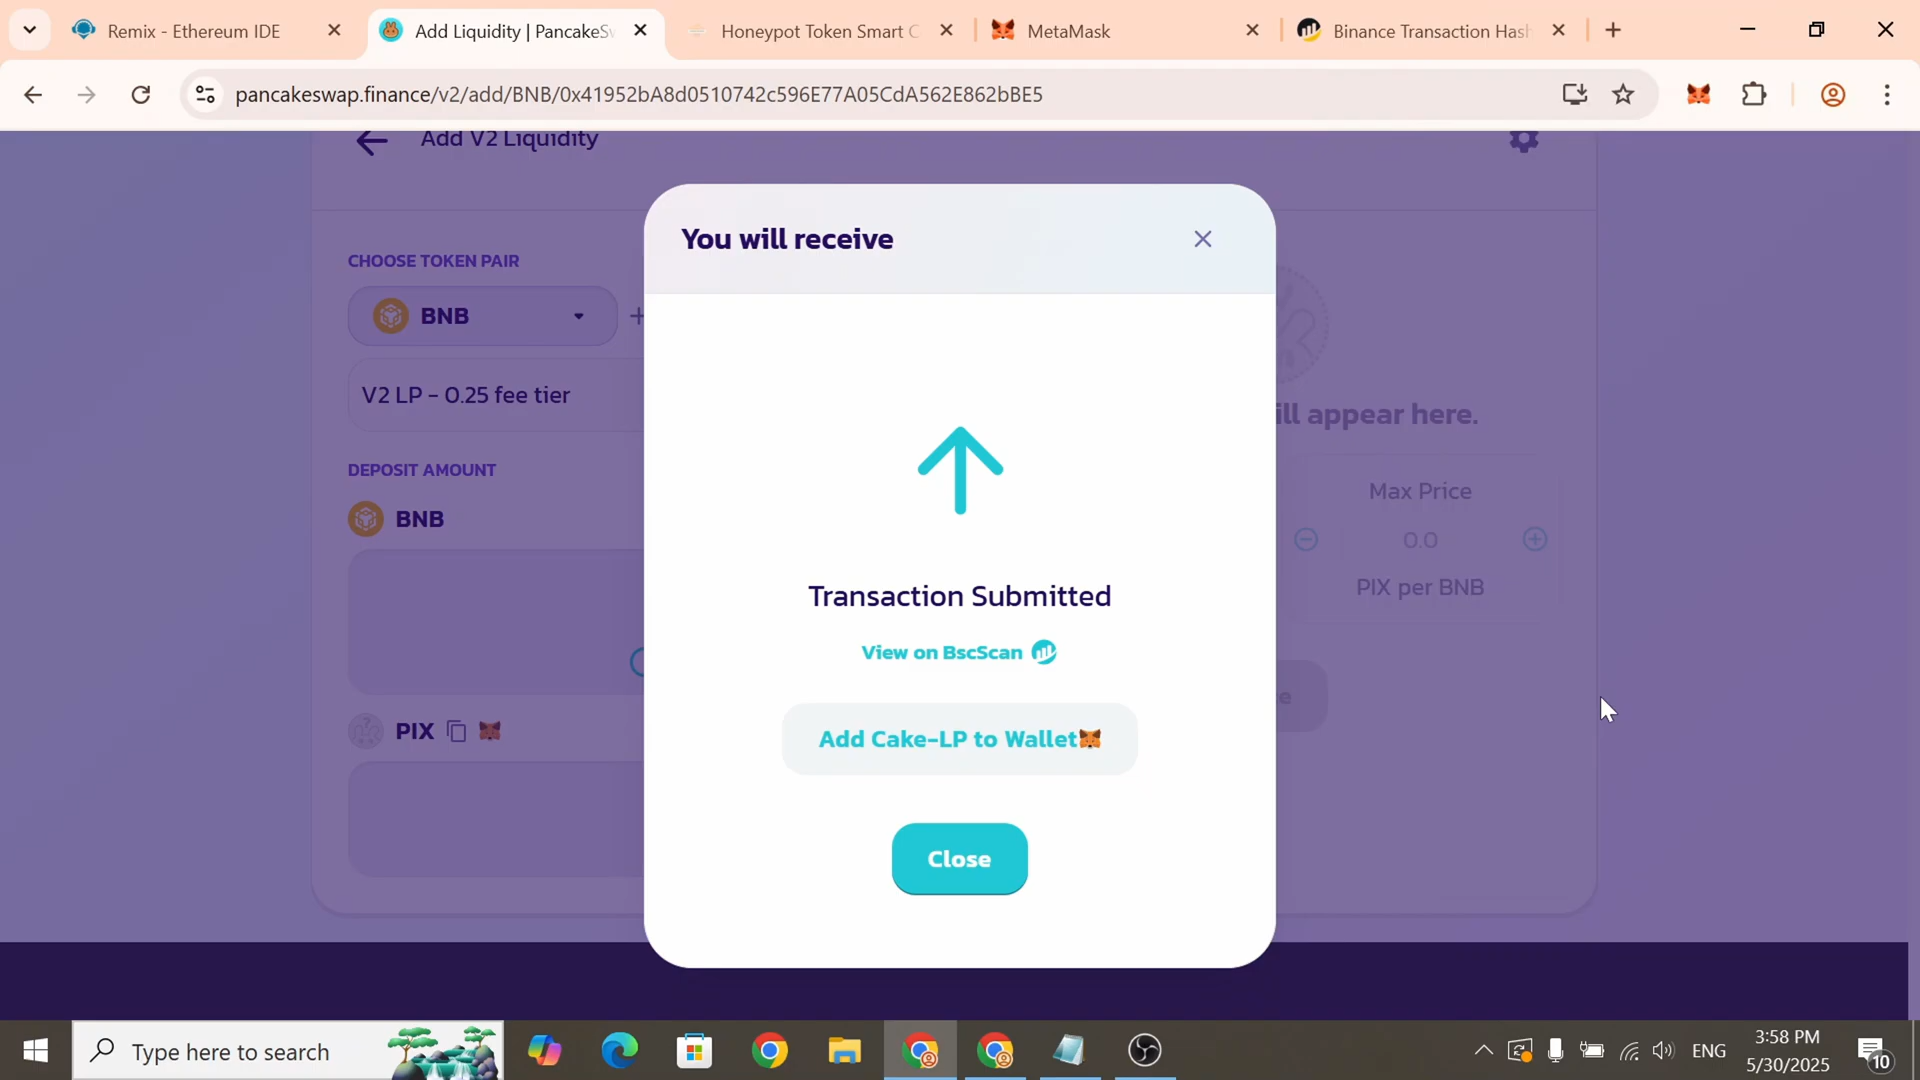 Remix - Ethereum IDE
Add Liquidity | PancakeSw
Honeypot Token Smart C
MetaMask
Binance Transaction Hash
pancakeswap.finance/v2/add/BNB/0x41952bA8d0510742c596E77A05CdA562E862bBE5
Add V2 Liquidity
You will receive
CHOOSE TOKEN PAIR
BNB
+
V2 LP - 0.25 fee tier
ill appear here.
DEPOSIT AMOUNT
BNB
Max Price
0.0
PIX per BNB
Transaction Submitted
View on BscScan
PIX
Add Cake-LP to Wallet
Close
Type here to search
ENG
3:58 PM
5/30/2025
10